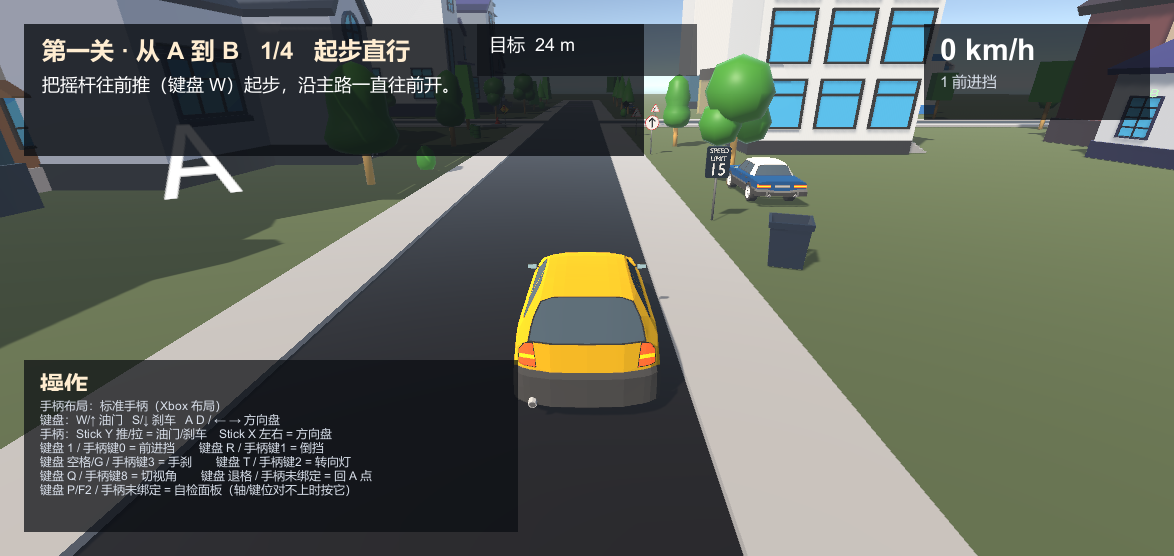 第一关 · 从 A 到 B   1/4   起步直行
把摇杆往前推（键盘 W）起步，沿主路一直往前开。
目标  24 m
0 km/h
1 前进挡
B
A
SPEED
LIMIT
15
操作
手柄布局：标准手柄（Xbox 布局）
键盘：W/↑ 油门   S/↓ 刹车   A D / ← → 方向盘
手柄：Stick Y 推/拉 = 油门/刹车    Stick X 左右 = 方向盘
键盘 1 / 手柄键0 = 前进挡        键盘 R / 手柄键1 = 倒挡
键盘 空格/G / 手柄键3 = 手刹        键盘 T / 手柄键2 = 转向灯
键盘 Q / 手柄键8 = 切视角        键盘 退格 / 手柄未绑定 = 回 A 点
键盘 P/F2 / 手柄未绑定 = 自检面板（轴/键位对不上时按它）